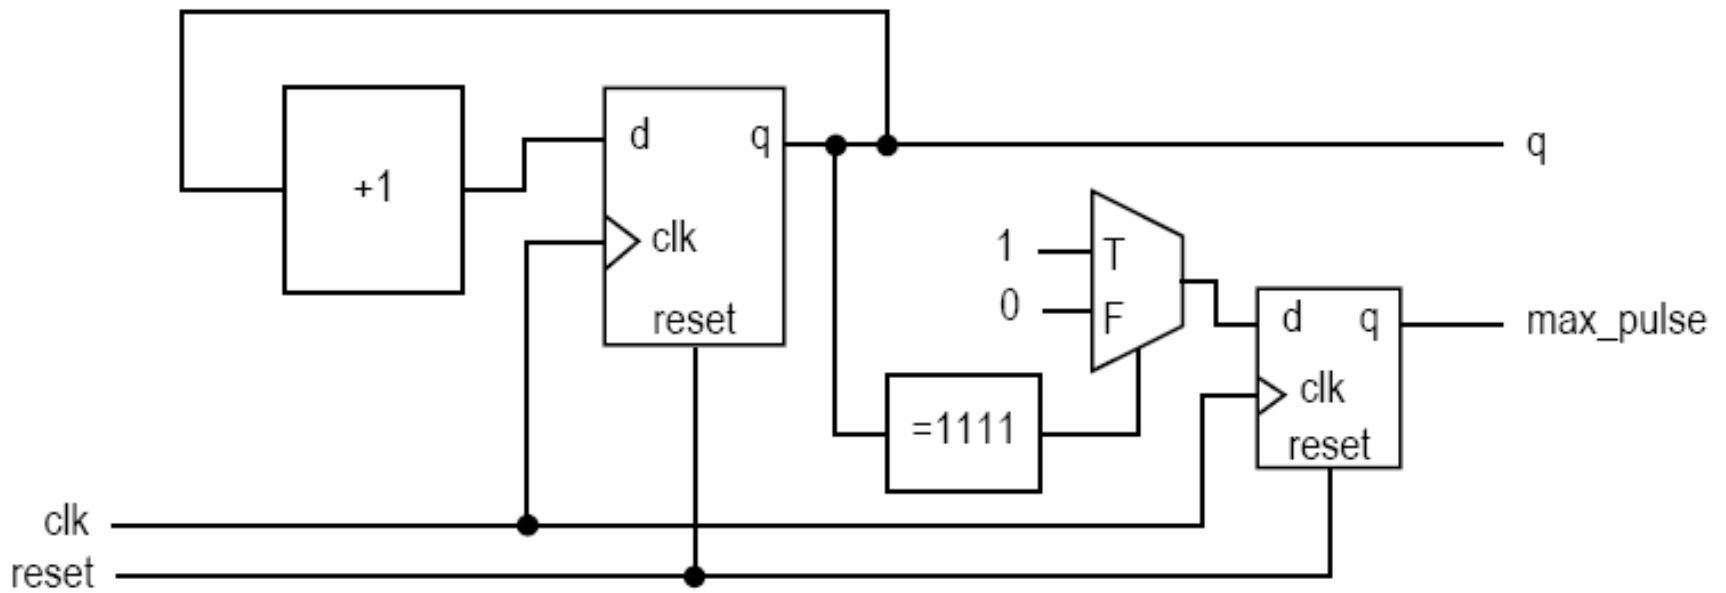 d q q
+1
clk
1 T
0 F
reset
d q max_pulse
clk
=1111
reset
clk
reset